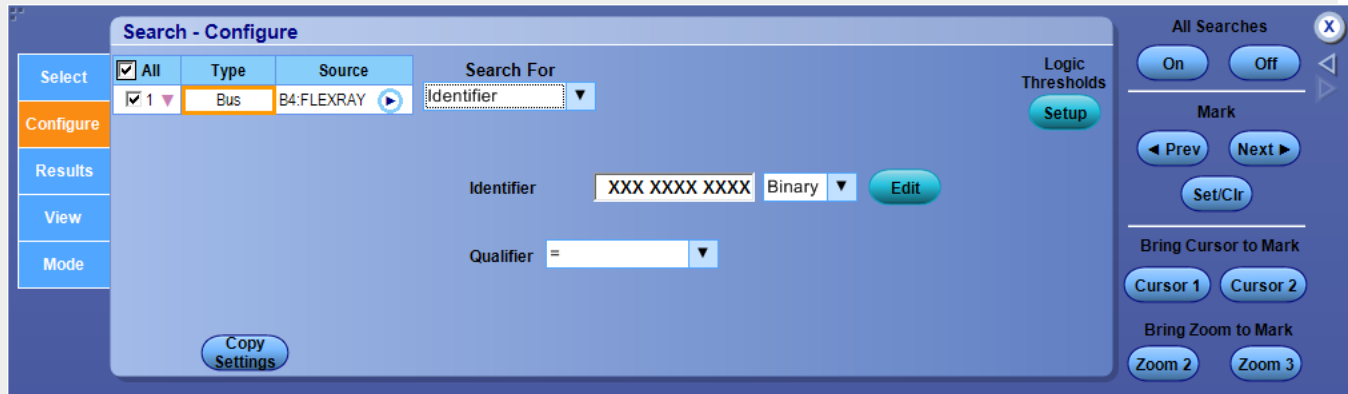 Search - Configure
Select
Configure
Results
View
Mode
All Type Source
1 Bus B4:FLEXRAY
Search For
Identifier
Logic
Thresholds
Setup
Identifier XXX XXXX XXXX Binary Edit
Qualifier =
Copy
Settings
All Searches
X
On Off
Mark
Prev Next
Set/Clr
Bring Cursor to Mark
Cursor 1 Cursor 2
Bring Zoom to Mark
Zoom 2 Zoom 3